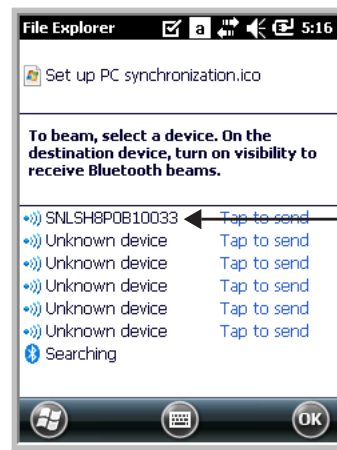 File Explorer a 5:16
Set up PC synchronization.ico
To beam, select a device. On the
destination device, turn on visibility to
receive Bluetooth beams.
SNLSH8P0B10033 Tap to send
Unknown device Tap to send
Unknown device Tap to send
Unknown device Tap to send
Unknown device Tap to send
Unknown device Tap to send
Searching
OK